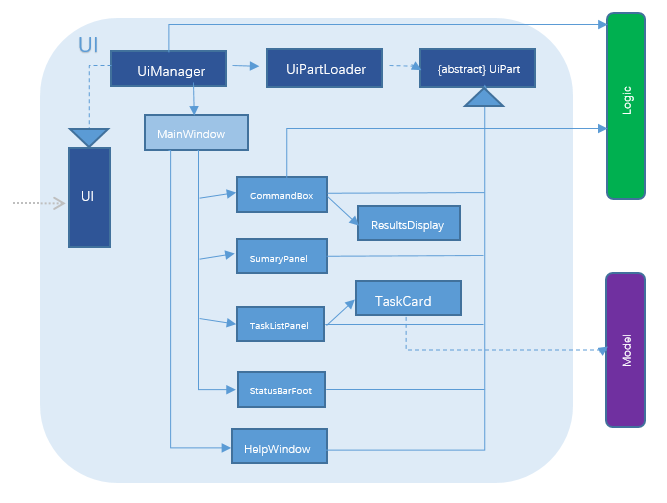 UI
UiManager
UiPartLoader
{abstract} UiPart
Logic
MainWindow
UI
CommandBox
ResultsDisplay
SumaryPanel
TaskCard
TaskListPanel
Model
StatusBarFoot
HelpWindow